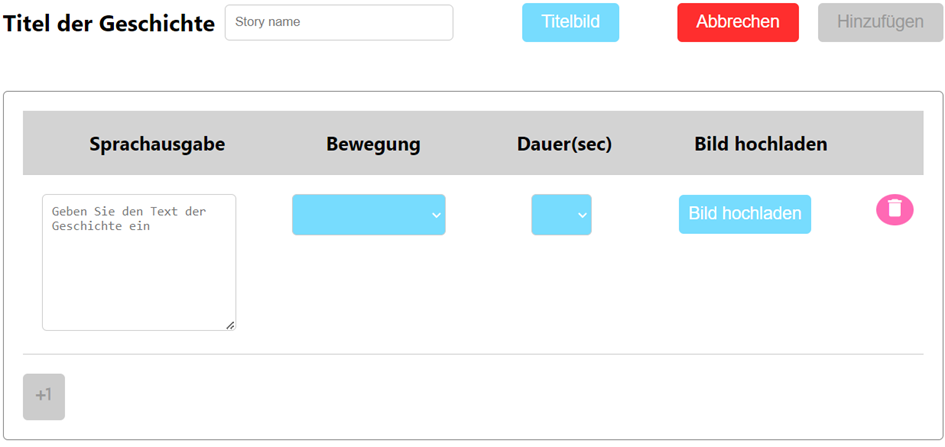 Titel der Geschichte Story name Titelbild Abbrechen Hinzufügen
Sprachausgabe Bewegung Dauer(sec) Bild hochladen
Geben Sie den Text der
Geschichte ein
Bild hochladen
+1